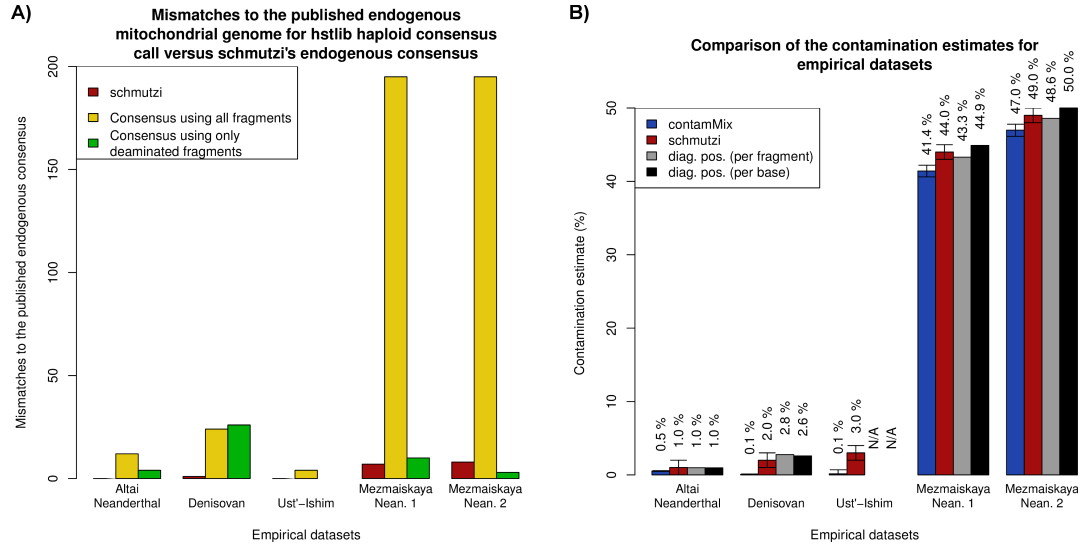 A)
Mismatches to the published endogenous
mitochondrial genome for hstlib haploid consensus
call versus schmutzi's endogenous consensus
Mismatches to the published endogenous consensus
200
150
100
50
0
schmutzi
Consensus using all fragments
Consensus using only
deaminated fragments
Altai
Neanderthal
Denisovan
Ust'−Ishim
Mezmaiskaya
Nean. 1
Mezmaiskaya
Nean. 2
Empirical datasets
B)
Comparison of the contamination estimates for
empirical datasets
Contamination estimate (%)
50
40
30
20
10
0
contamMix
schmutzi
diag. pos. (per fragment)
diag. pos. (per base)
0.5 %
1.0 %
1.0 %
1.0 %
0.1 %
2.0 %
2.8 %
2.6 %
0.1 %
3.0 %
N/A
N/A
41.4 %
44.0 %
43.3 %
44.9 %
47.0 %
49.0 %
48.6 %
50.0 %
Altai
Neanderthal
Denisovan
Ust'−Ishim
Mezmaiskaya
Nean. 1
Mezmaiskaya
Nean. 2
Empirical datasets